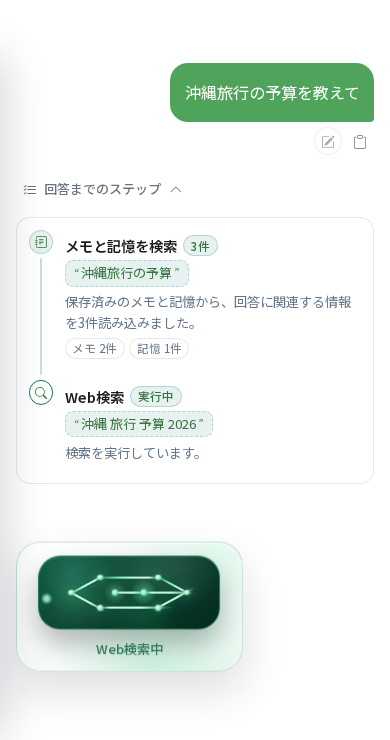 沖縄旅行の予算を教えて
回答までのステップ
メモと記憶を検索 3件
“沖縄旅行の予算”
保存済みのメモと記憶から、回答に関連する情報
を3件読み込みました。
メモ 2件 記憶 1件
Web検索 実行中
“沖縄 旅行 予算 2026”
検索を実行しています。
Web検索中